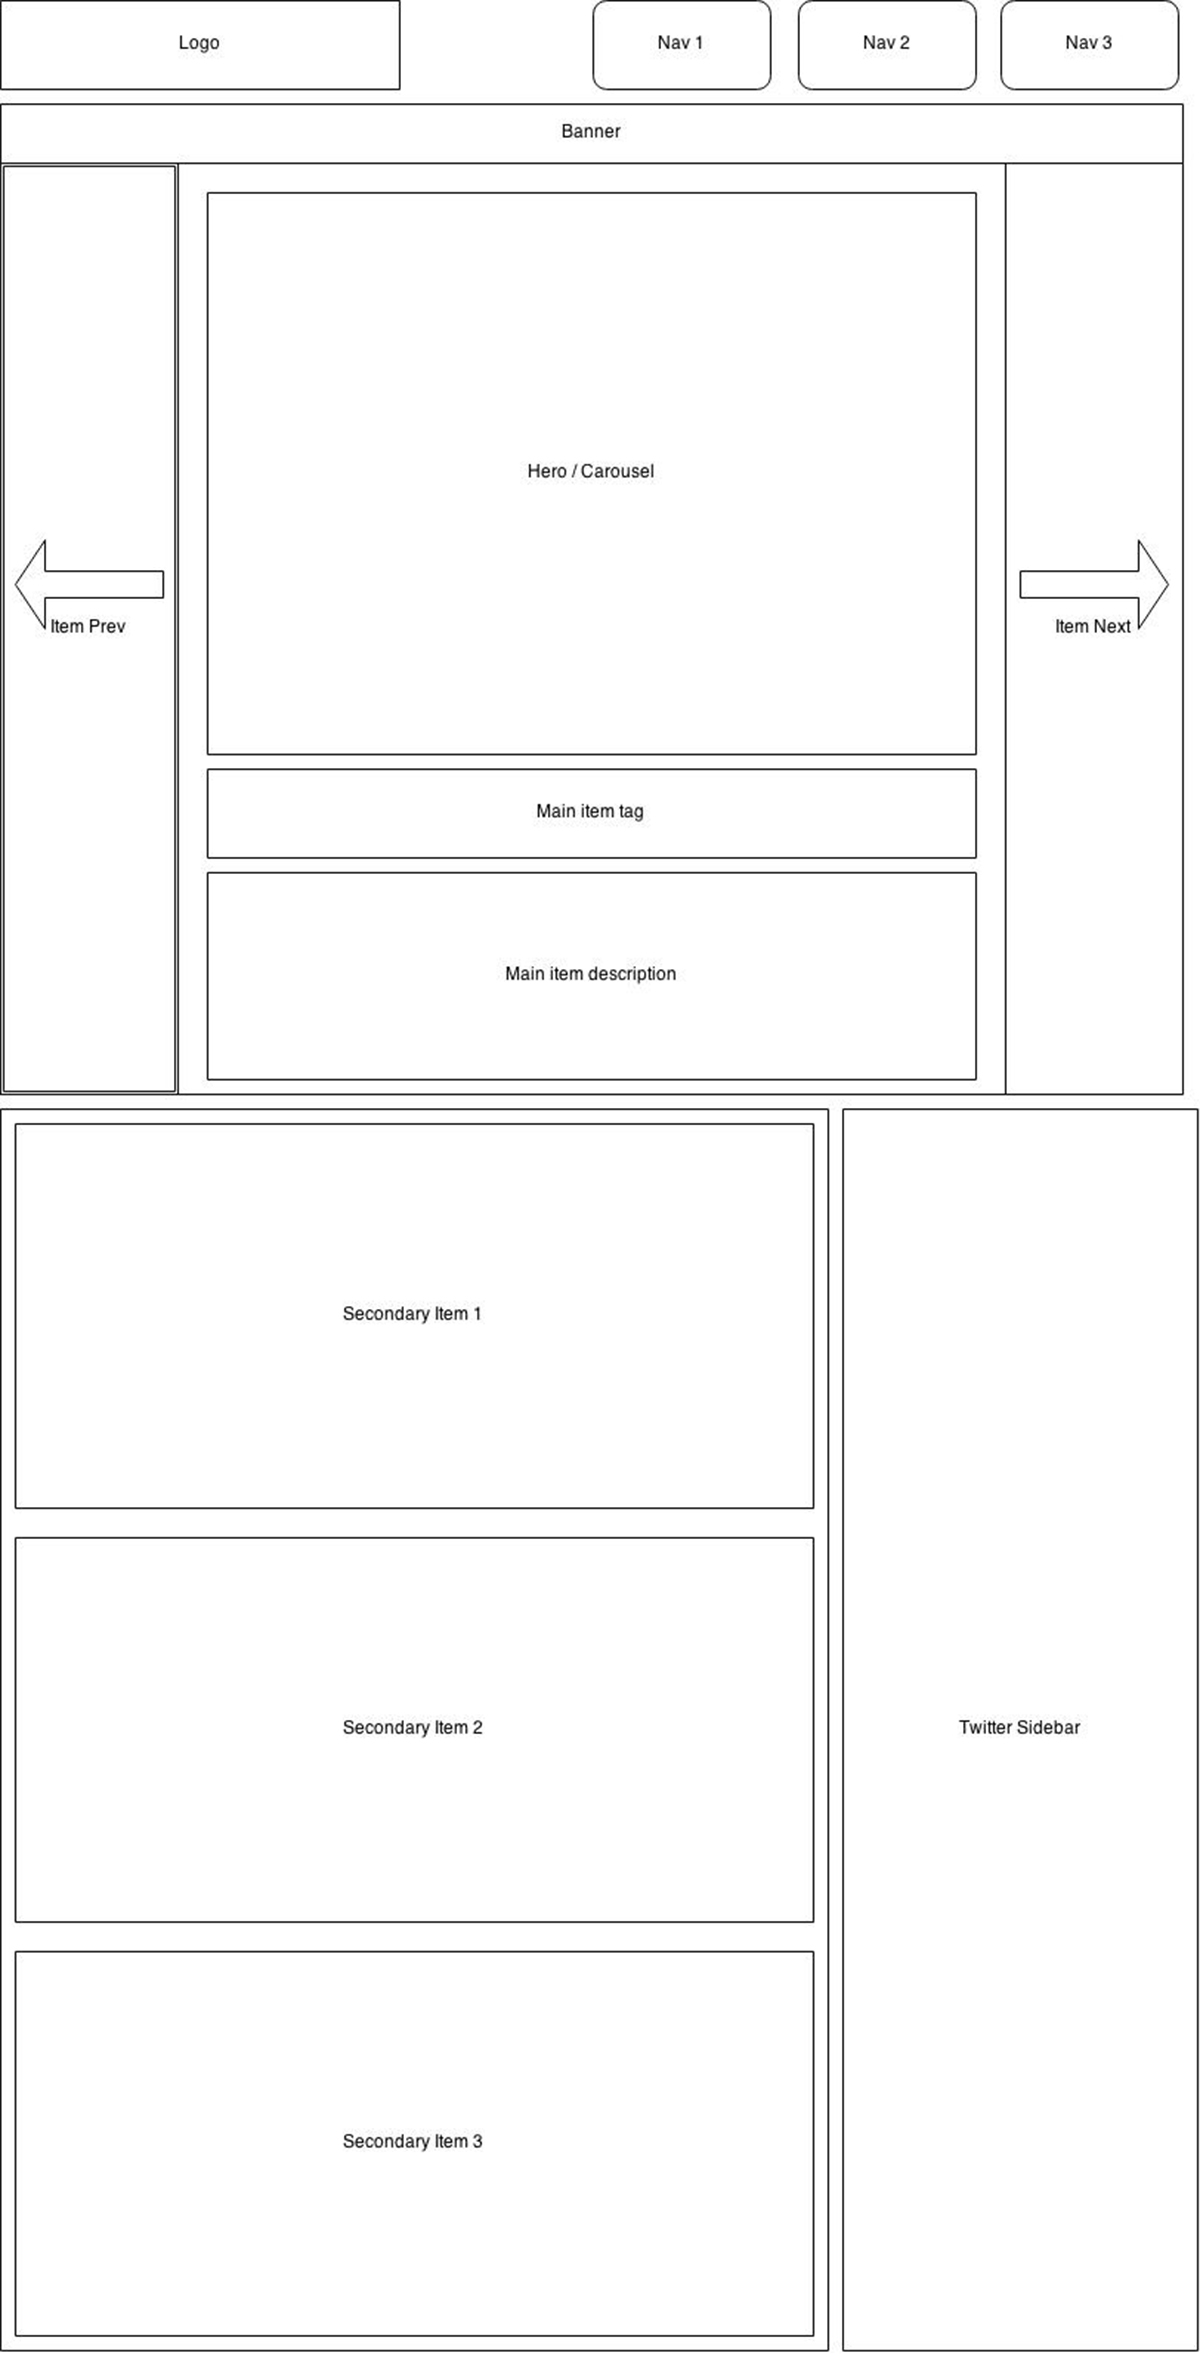 Logo
Nav 1
Nav 2
Nav 3
Banner
Hero / Carousel
Item Prev
Item Next
Main item tag
Main item description
Secondary Item 1
Secondary Item 2
Twitter Sidebar
Secondary Item 3